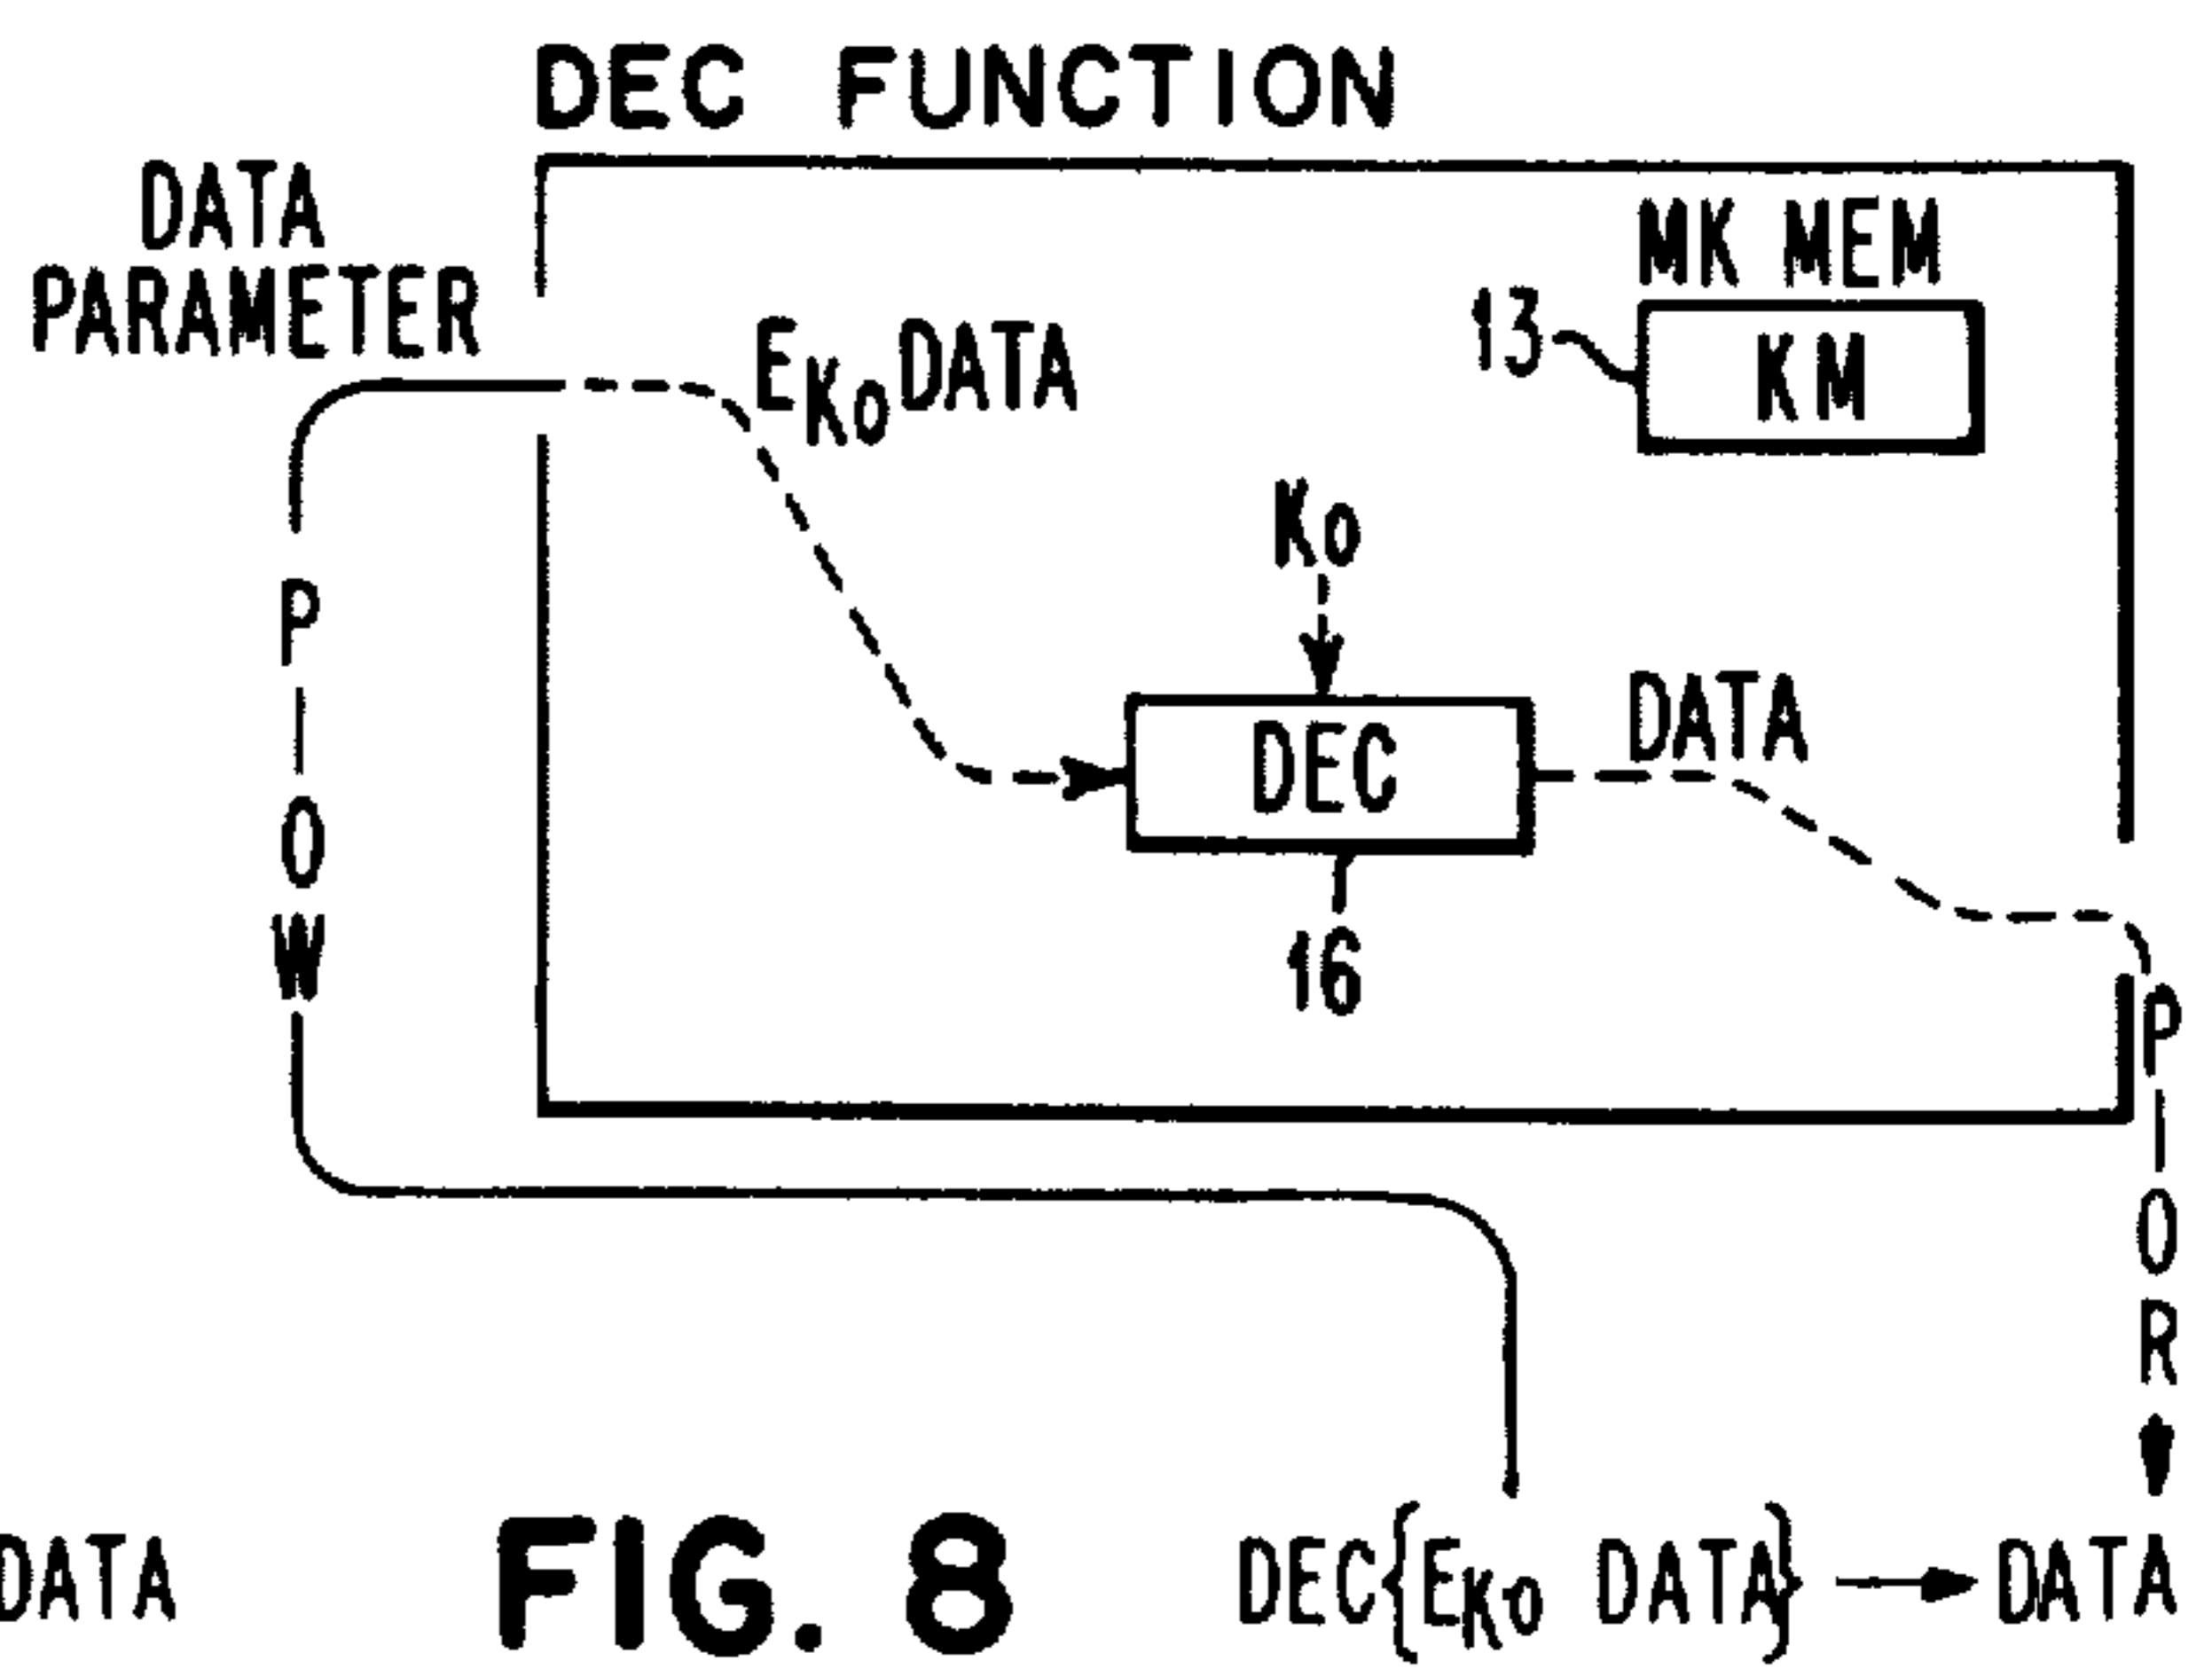 DEC FUNCTION
DATA
PARAMETER
MK MEM
13
KM
EKoDATA
Ko
P
I
O
W
DEC
DATA
16
P
I
O
R
DATA
FIG. 8
DEC{EKo DATA} → DATA